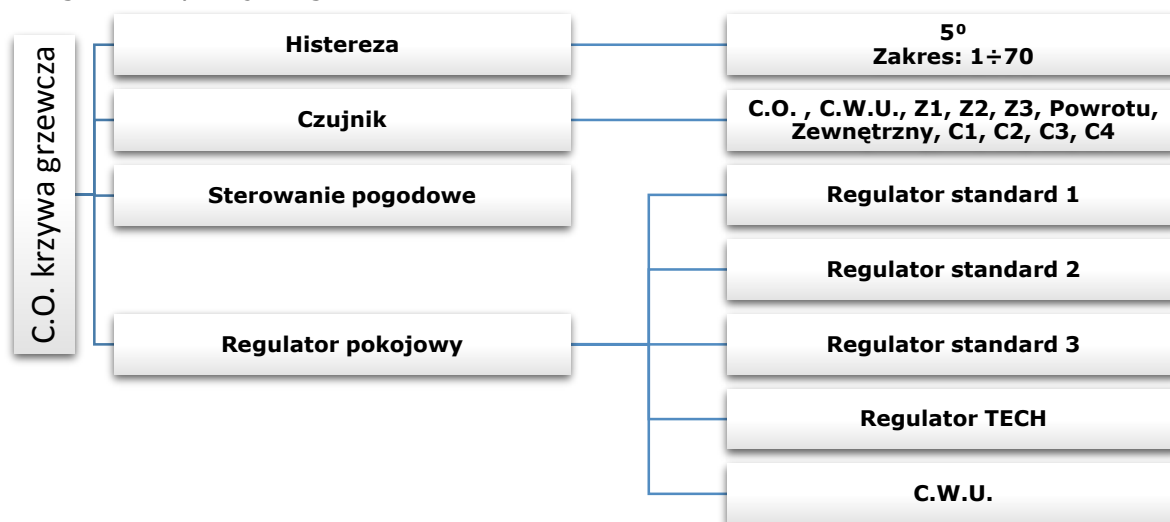 C.O. krzywa grzewcza
Histereza
5º
Zakres: 1÷70
Czujnik
C.O. , C.W.U., Z1, Z2, Z3, Powrotu,
Zewnętrzny, C1, C2, C3, C4
Sterowanie pogodowe
Regulator pokojowy
Regulator standard 1
Regulator standard 2
Regulator standard 3
Regulator TECH
C.W.U.